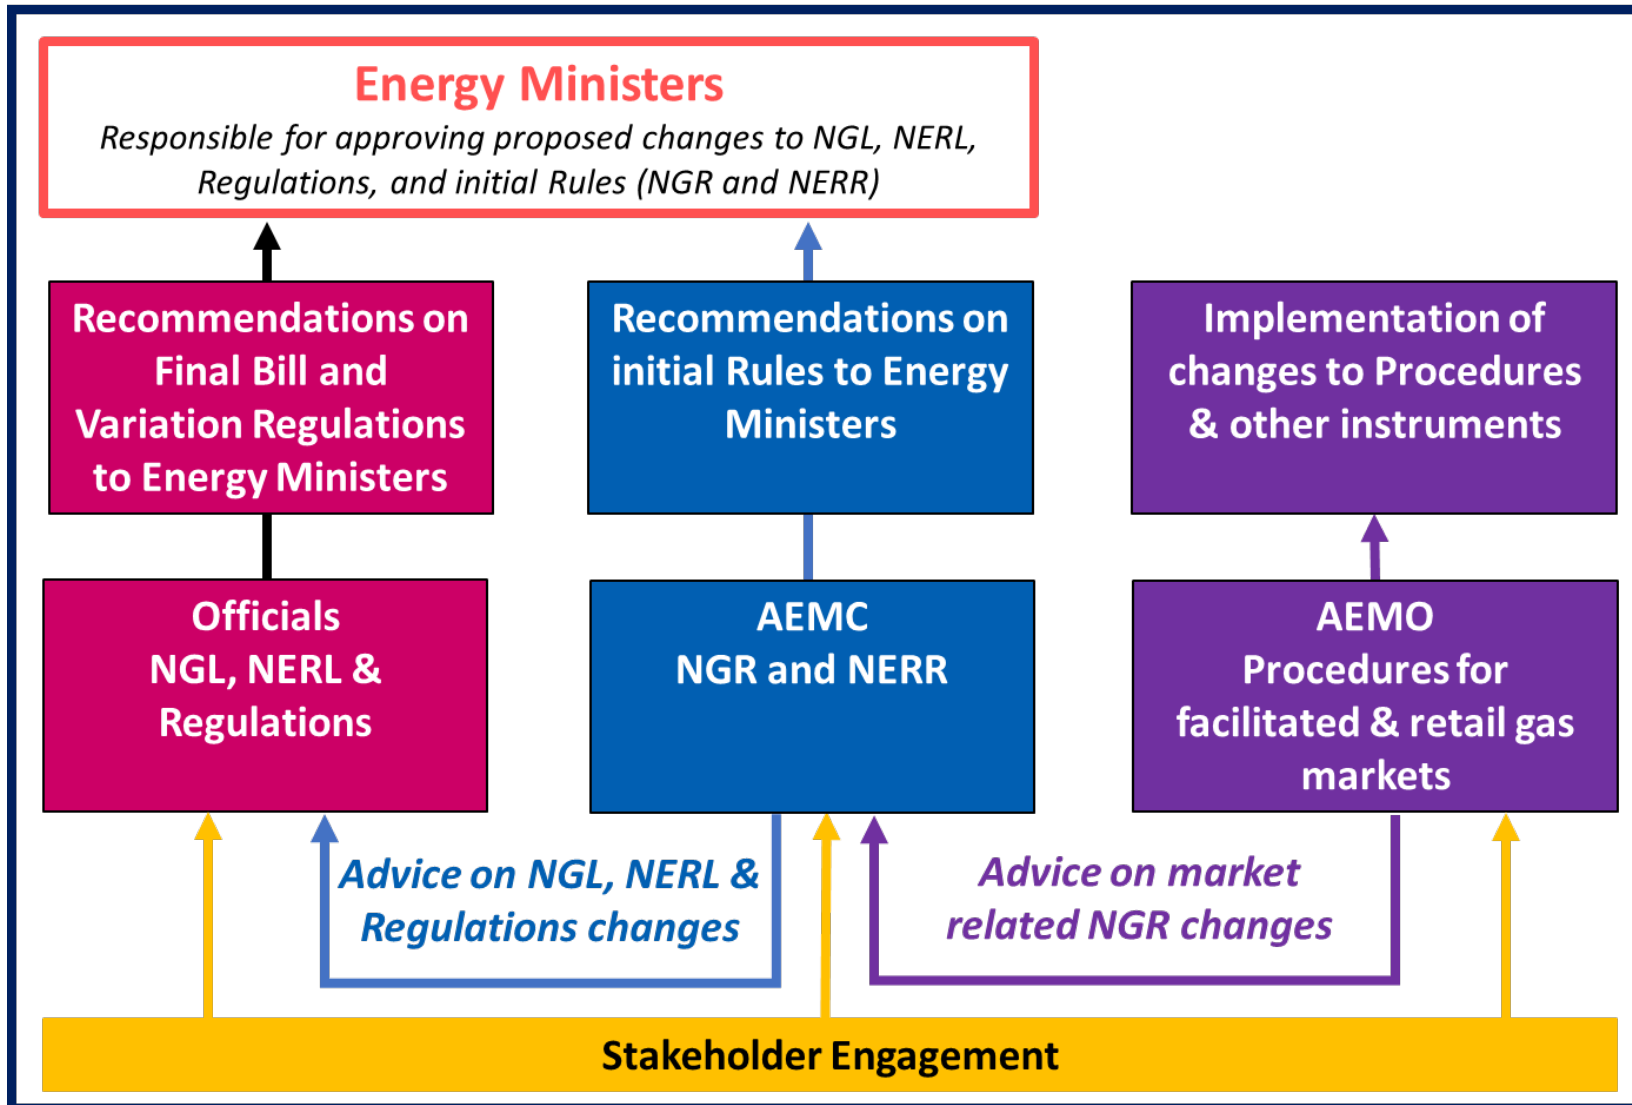 Energy Ministers
Responsible for approving proposed changes to NGL, NERL,
Regulations, and initial Rules (NGR and NERR)
Recommendations on
Final Bill and
Variation Regulations
to Energy Ministers
Recommendations on
initial Rules to Energy
Ministers
Implementation of
changes to Procedures
& other instruments
Officials
NGL, NERL &
Regulations
AEMC
NGR and NERR
AEMO
Procedures for
facilitated & retail gas
markets
Advice on NGL, NERL &
Regulations changes
Advice on market
related NGR changes
Stakeholder Engagement